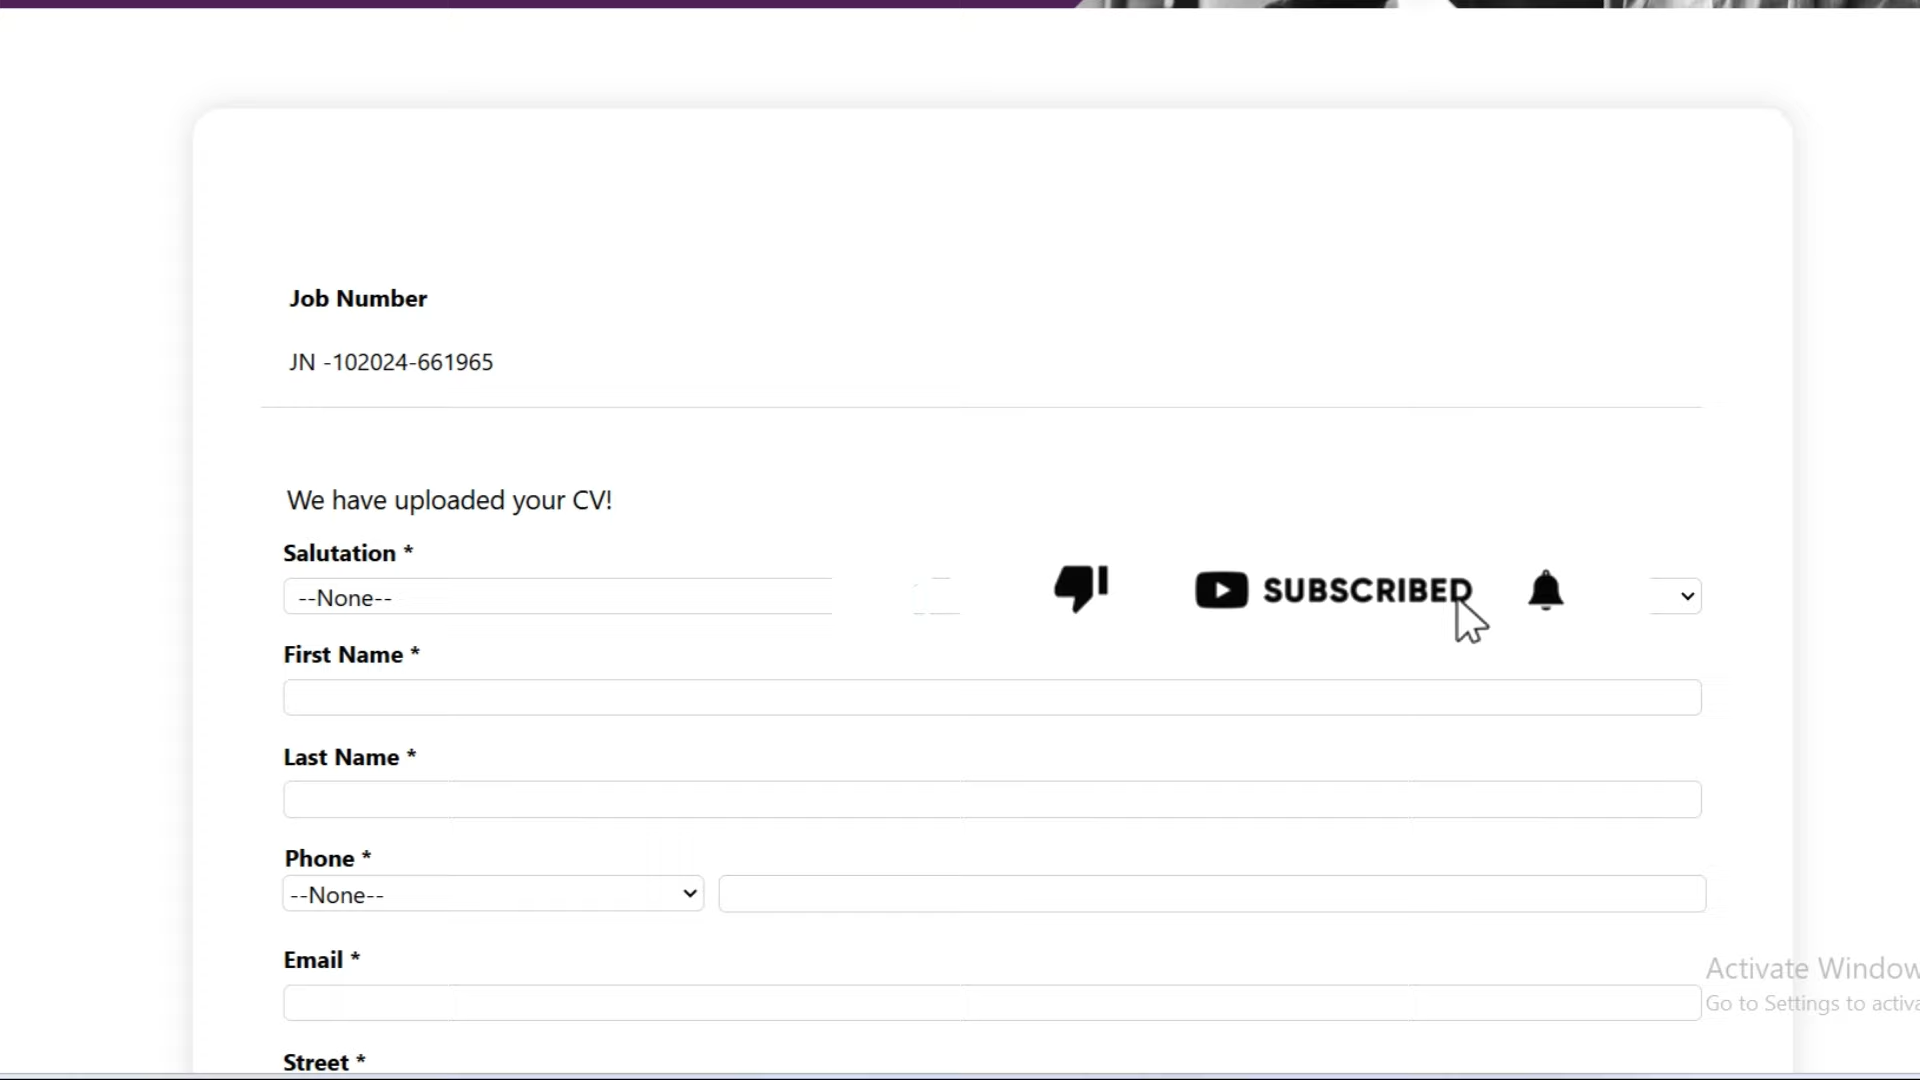 Job Number
JN -102024-661965
We have uploaded your CV!
Salutation *
--None--
SUBSCRIBED
First Name *
Last Name *
Phone *
--None--
Email *
Activate Window
Go to Settings to activa
Street *